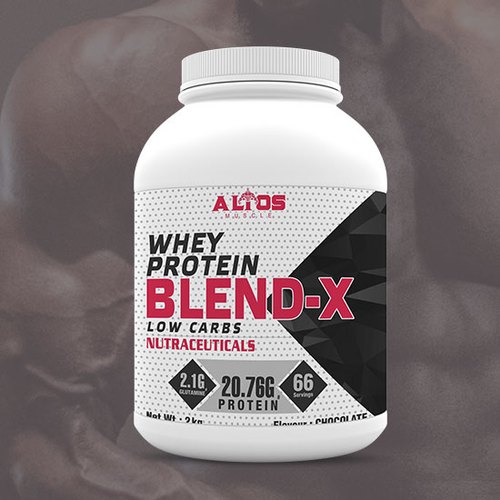 ALTOS
MUSCLE
WHEY
PROTEIN
BLEND-X
LOW CARBS
NUTRACEUTICALS
2.1G
GLUTAMINE
20.76G
PROTEIN
66
Servings
Net Wt : 2kg
Flavour : CHOCOLATE